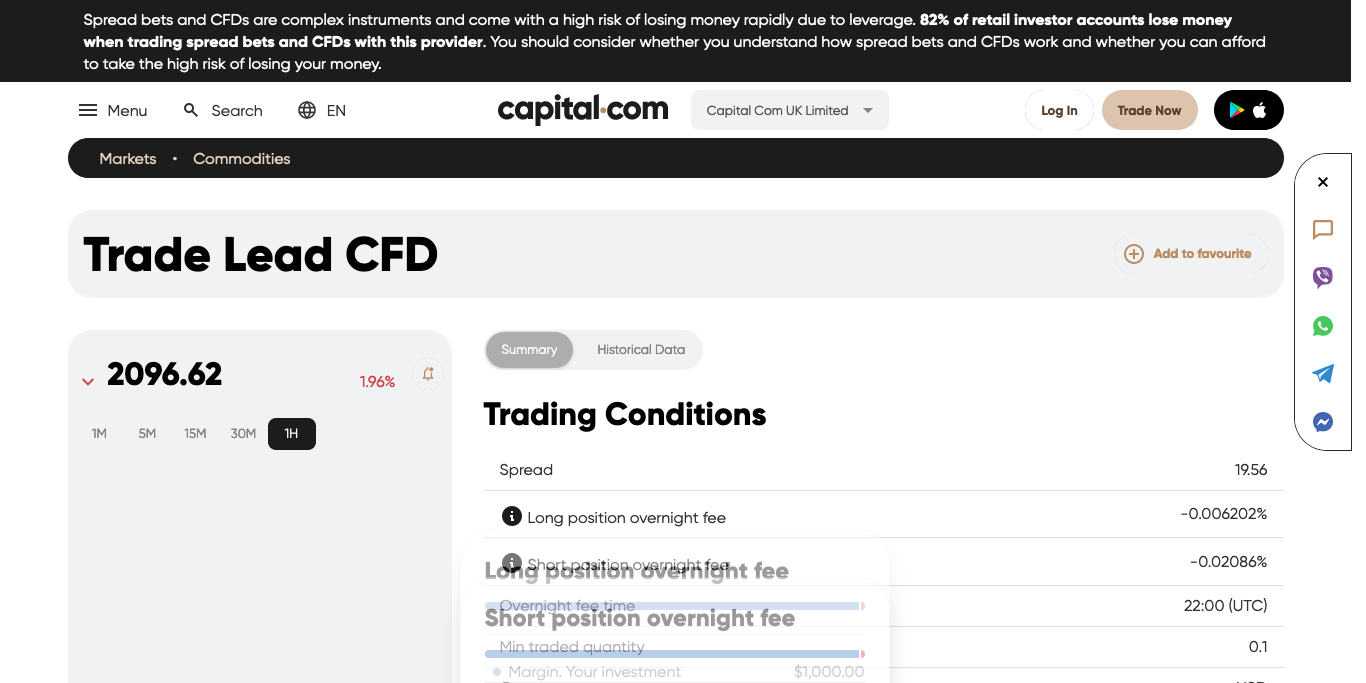 Spread bets and CFDs are complex instruments and come with a high risk of losing money rapidly due to leverage. 82% of retail investor accounts lose money
when trading spread bets and CFDs with this provider. You should consider whether you understand how spread bets and CFDs work and whether you can afford
to take the high risk of losing your money.
Menu Search EN capital.com Capital Com UK Limited Log In Trade Now
Markets • Commodities
Trade Lead CFD
Add to favourite
2096.62 1.96%
1M 5M 15M 30M 1H
Summary Historical Data
Trading Conditions
Spread 19.56
Long position overnight fee -0.006202%
Short position overnight fee -0.02086%
Long position overnight fee
Overnight fee time 22:00 (UTC)
Short position overnight fee
Min traded quantity 0.1
Margin. Your investment $1,000.00